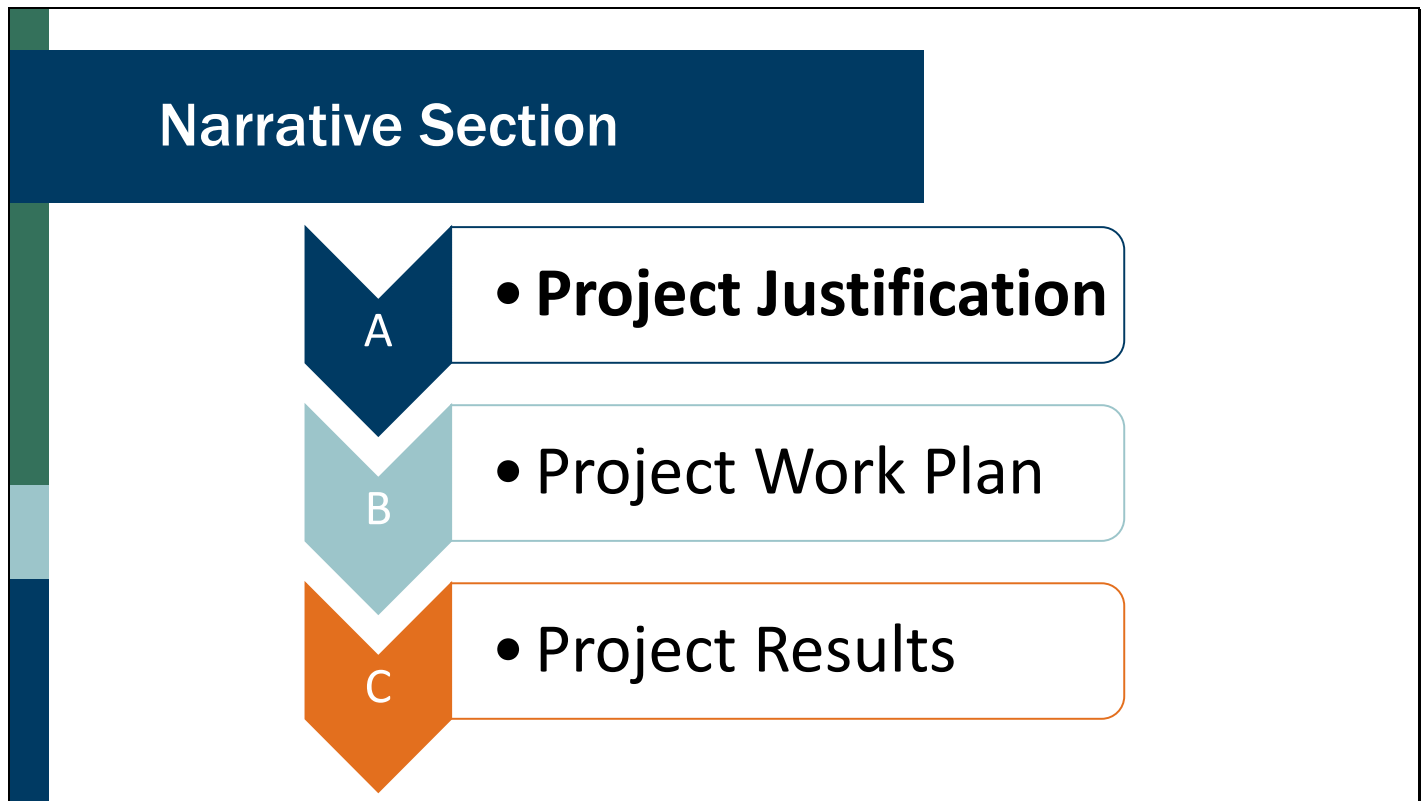 Narrative Section
A
• Project Justification
B
• Project Work Plan
C
• Project Results